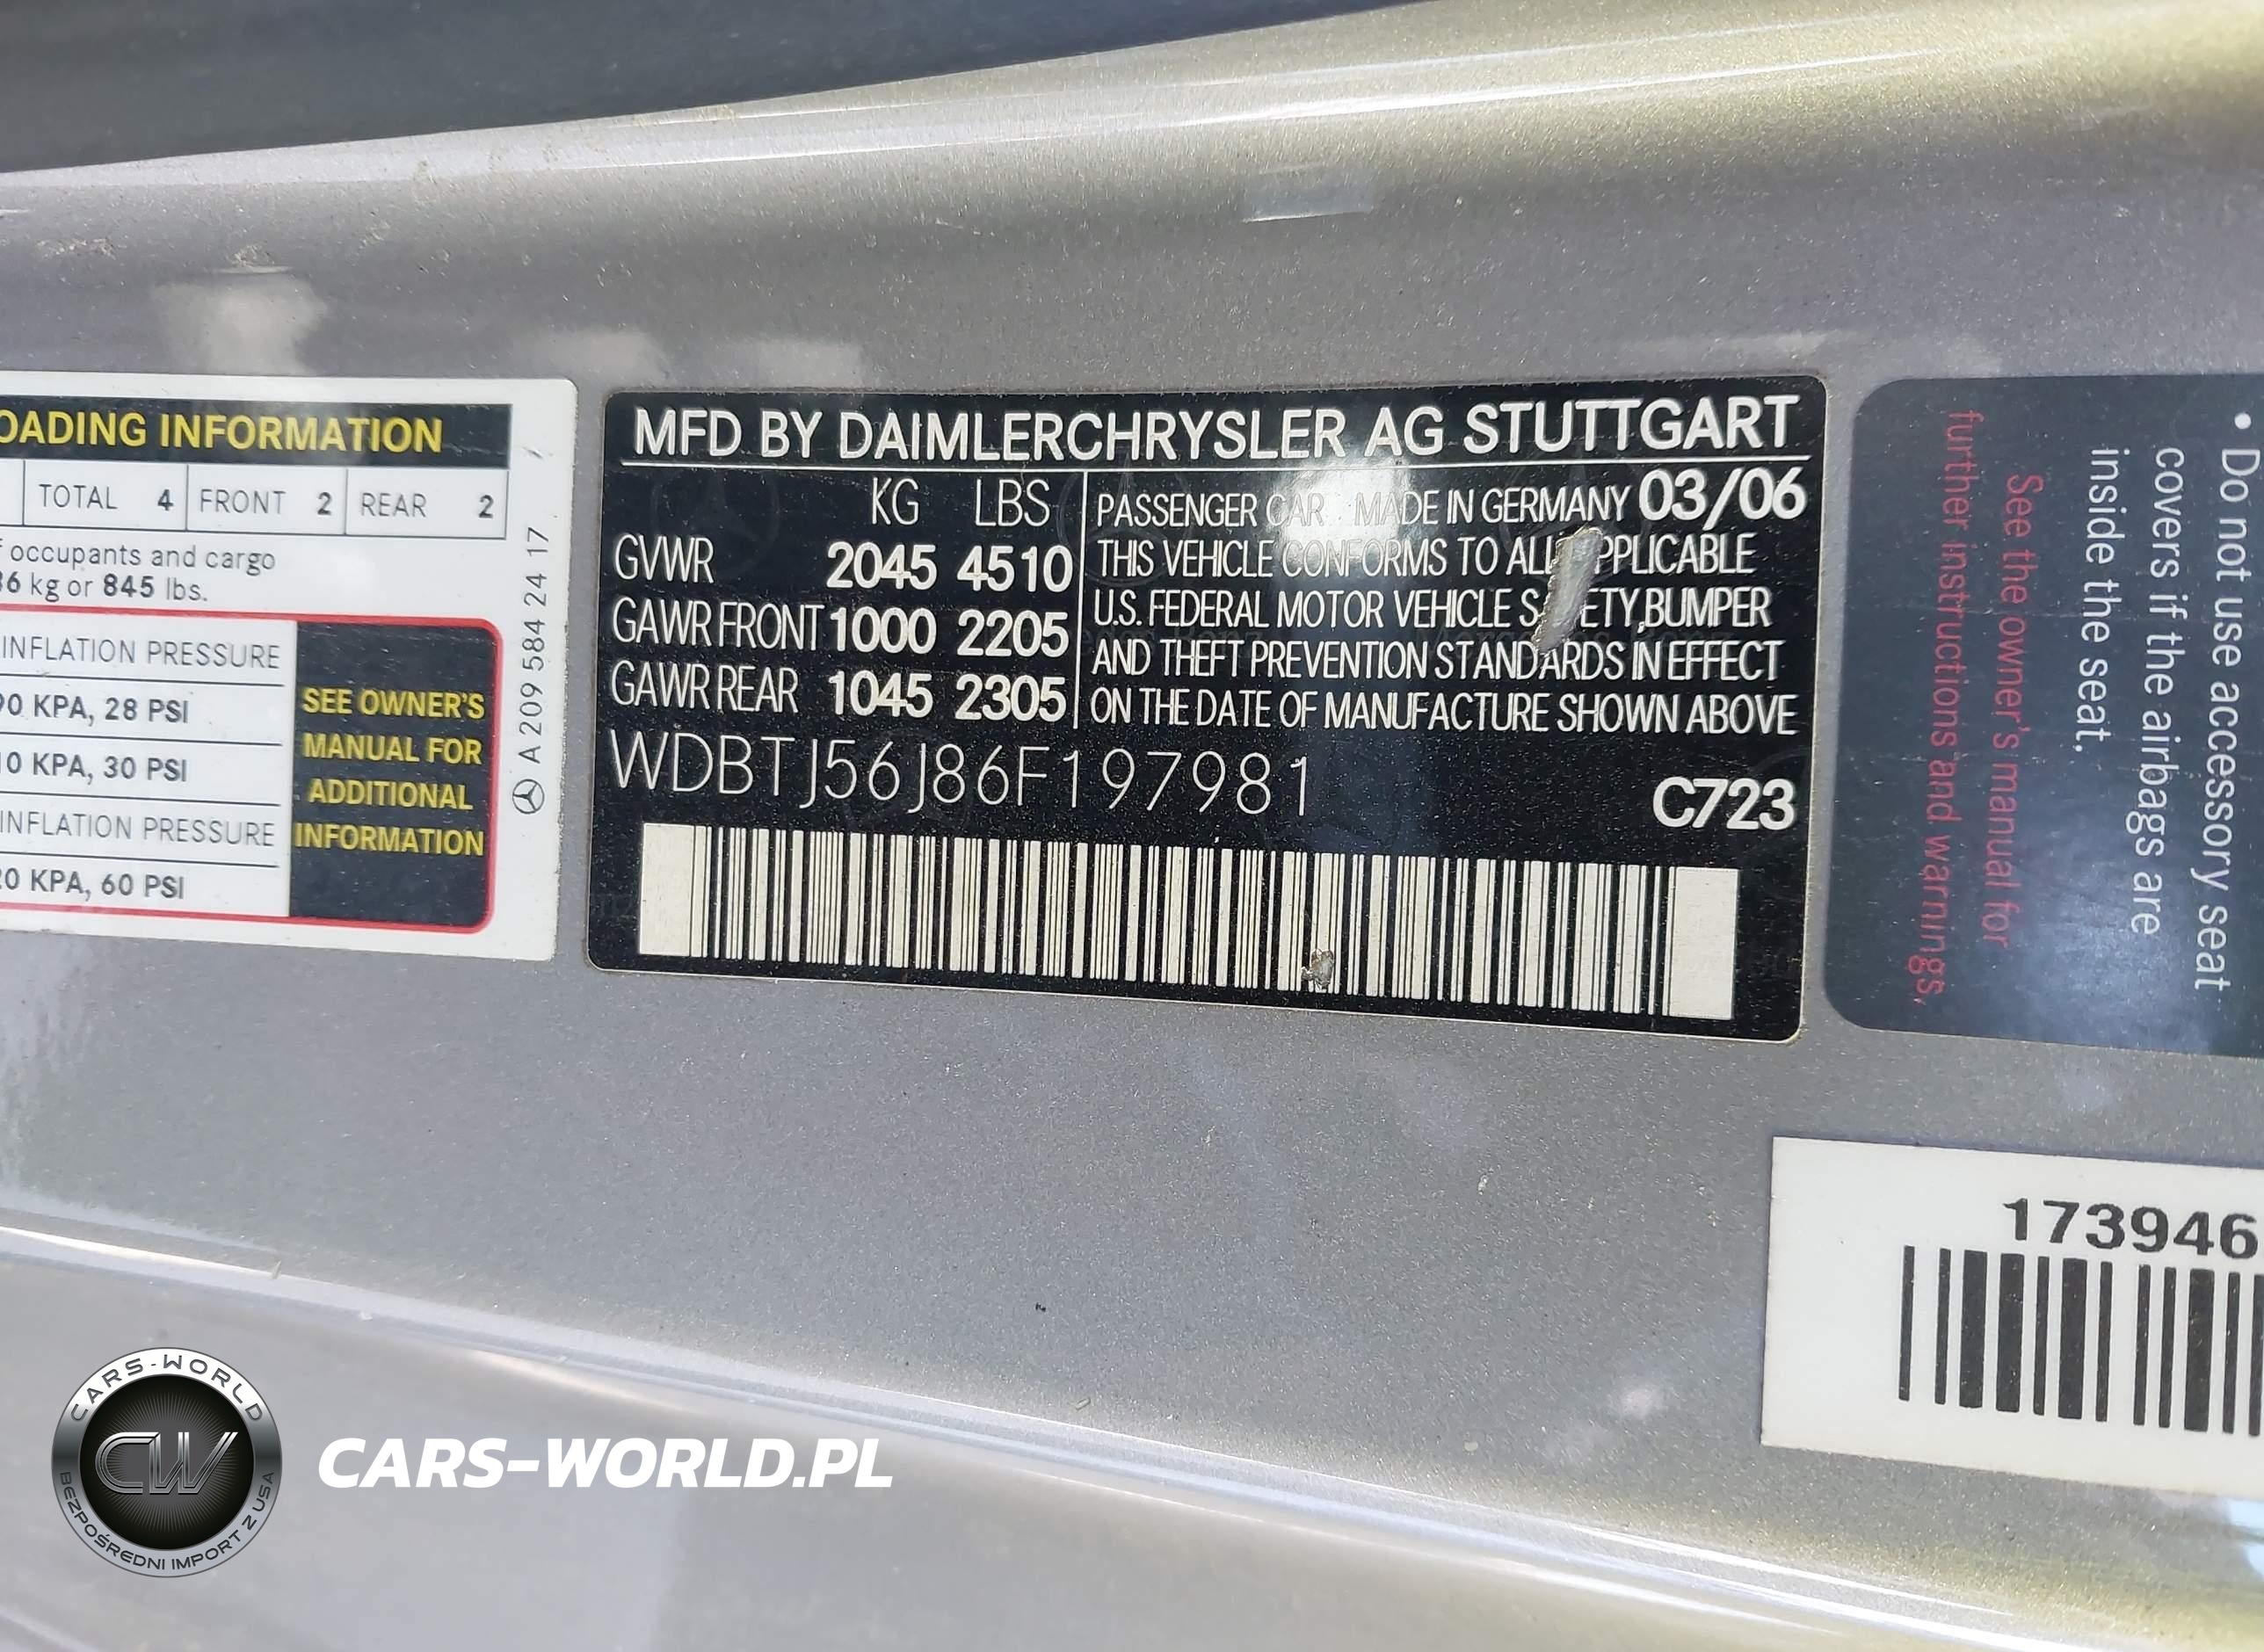 OADING INFORMATION
TOTAL 4 FRONT 2 REAR 2
occupants and cargo
36 kg or 845 lbs.
INFLATION PRESSURE
90 KPA, 28 PSI
10 KPA, 30 PSI
INFLATION PRESSURE
20 KPA, 60 PSI
SEE OWNER'S
MANUAL FOR
ADDITIONAL
INFORMATION
A 209 584 24 17
MFD BY DAIMLERCHRYSLER AG STUTTGART
KG LBS
GVWR 2045 4510
GAWR FRONT 1000 2205
GAWR REAR 1045 2305
PASSENGER CAR MADE IN GERMANY 03/06
THIS VEHICLE CONFORMS TO ALL APPLICABLE
U.S. FEDERAL MOTOR VEHICLE SAFETY,BUMPER
AND THEFT PREVENTION STANDARDS IN EFFECT
ON THE DATE OF MANUFACTURE SHOWN ABOVE
WDBTJ56J86F197981
C723
• Do not use accessory seat
covers if the airbags are
inside the seat.
See the owner's manual for
further instructions and warnings.
173946
CARS-WORLD
CW
BEZPOŚREDNI IMPORT Z USA
CARS-WORLD.PL